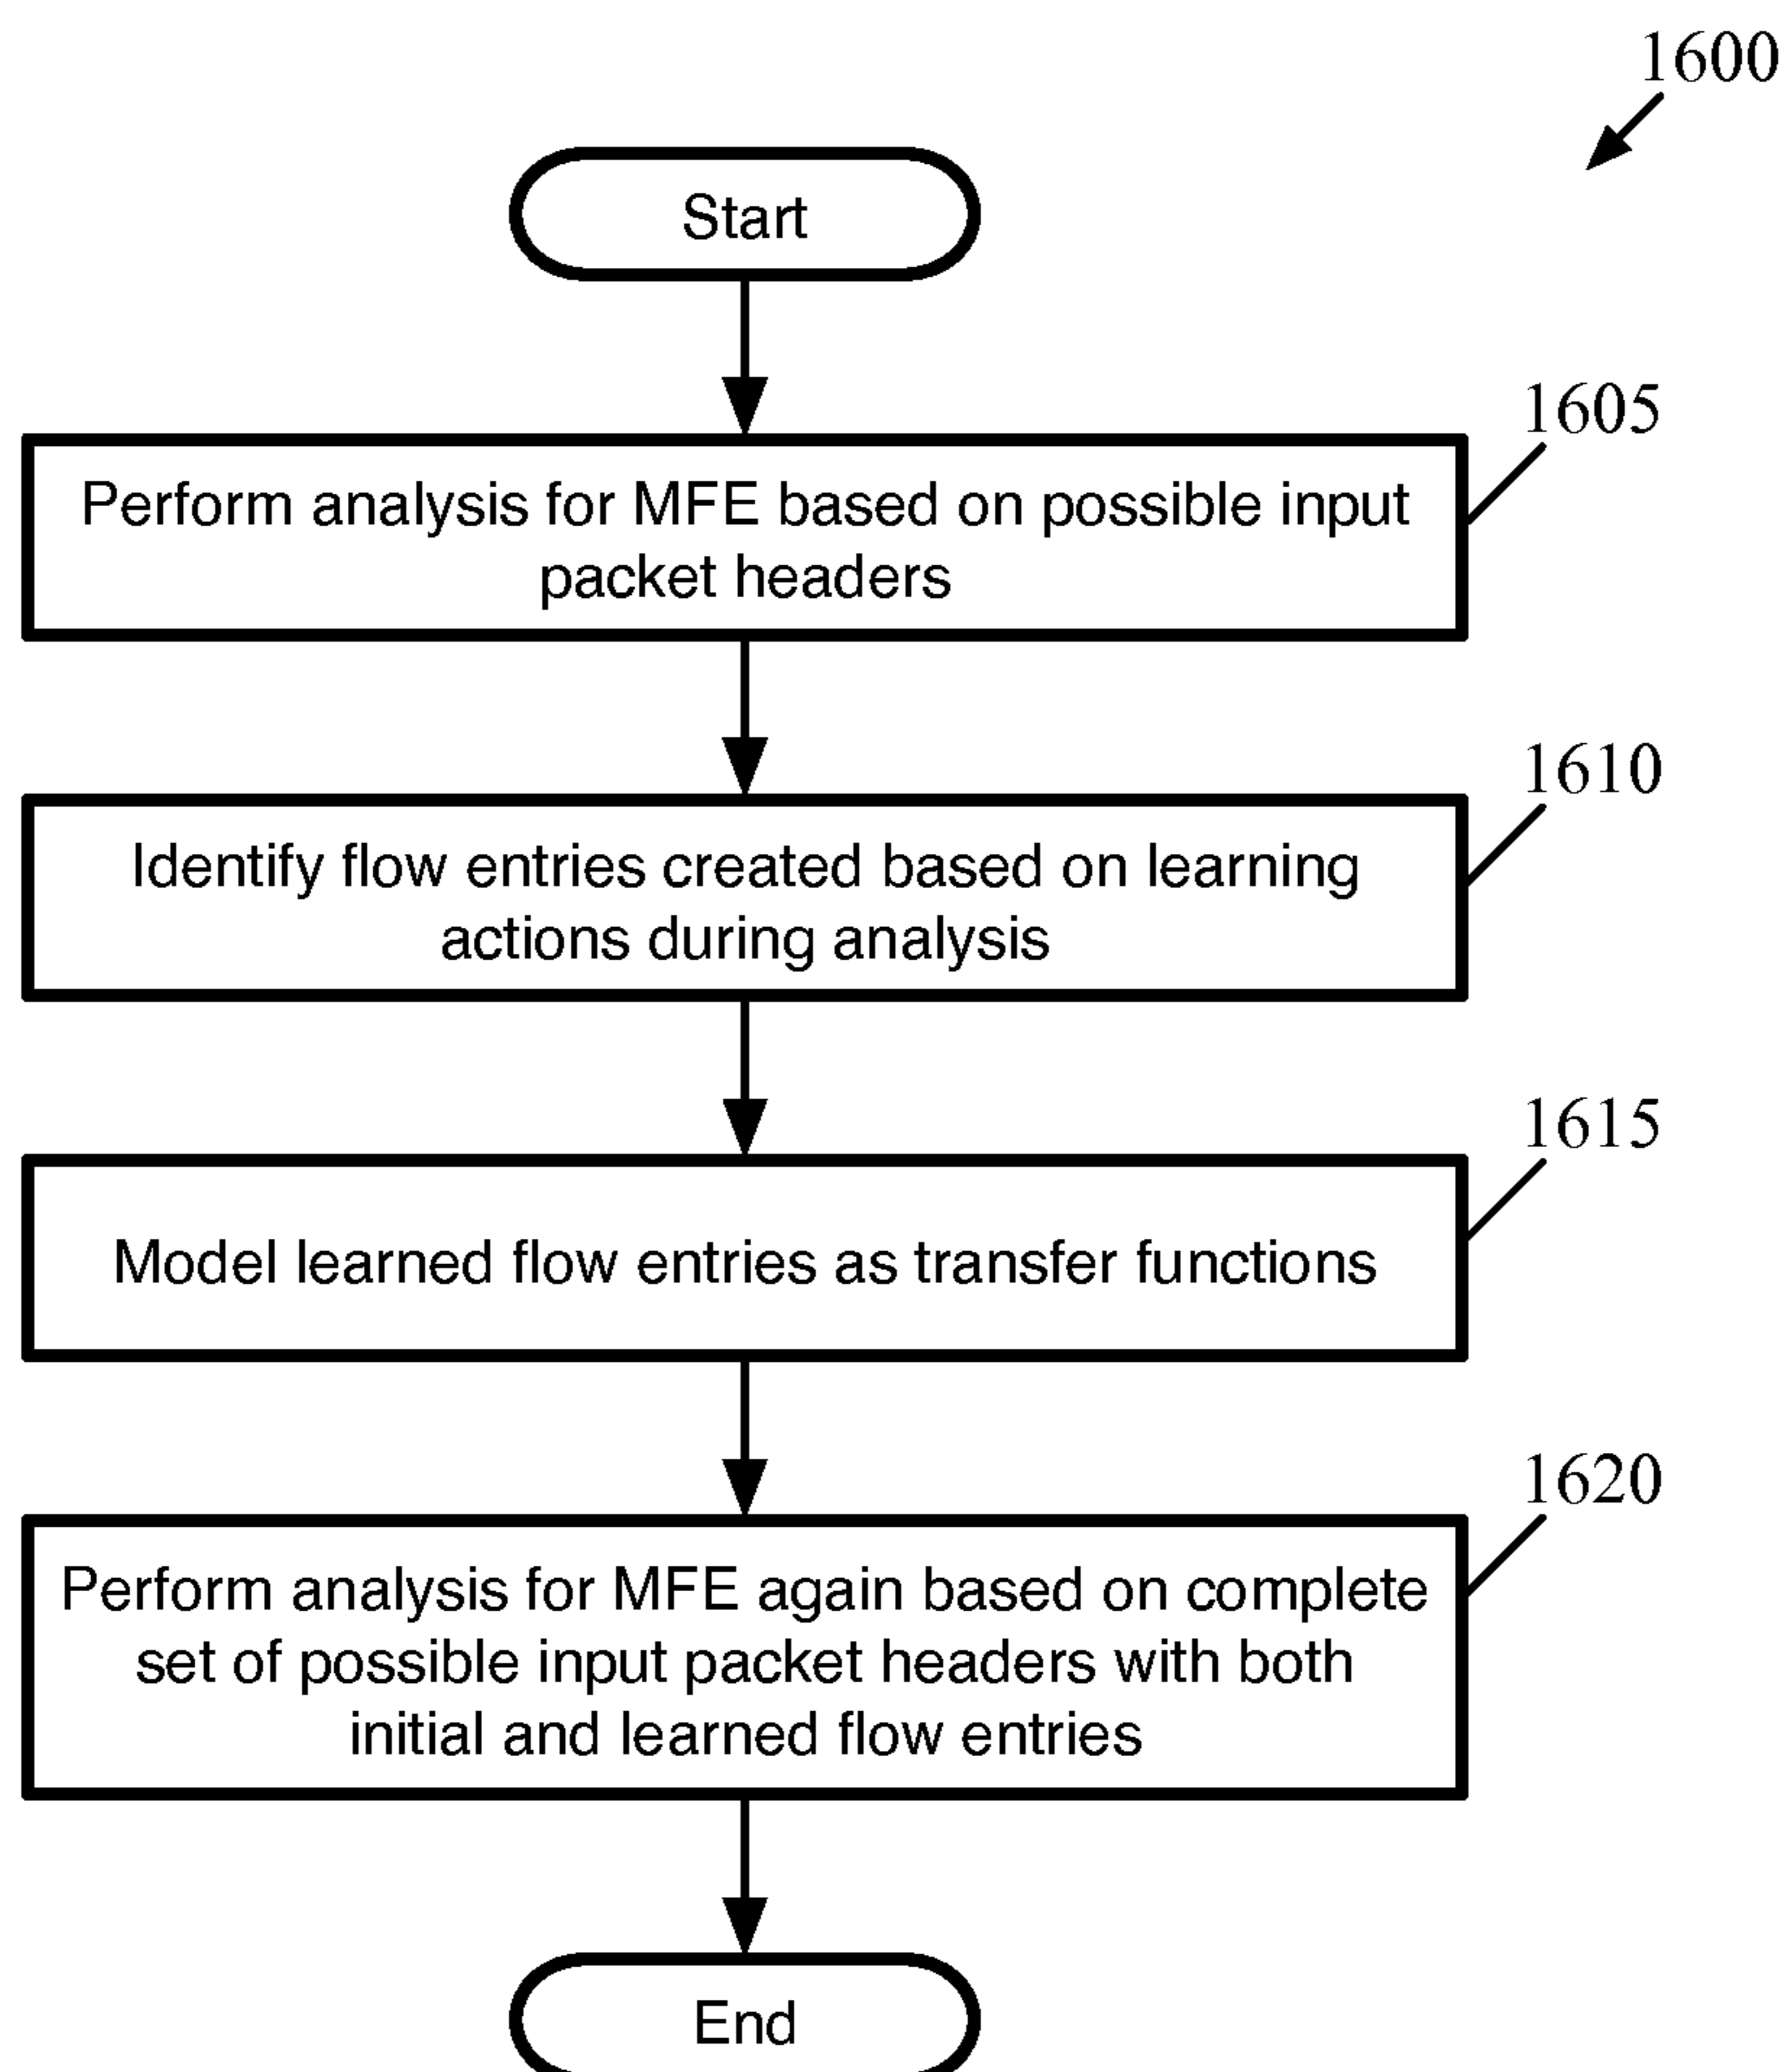 1600
Start
1605
Perform analysis for MFE based on possible input
packet headers
1610
Identify flow entries created based on learning
actions during analysis
1615
Model learned flow entries as transfer functions
1620
Perform analysis for MFE again based on complete
set of possible input packet headers with both
initial and learned flow entries
End